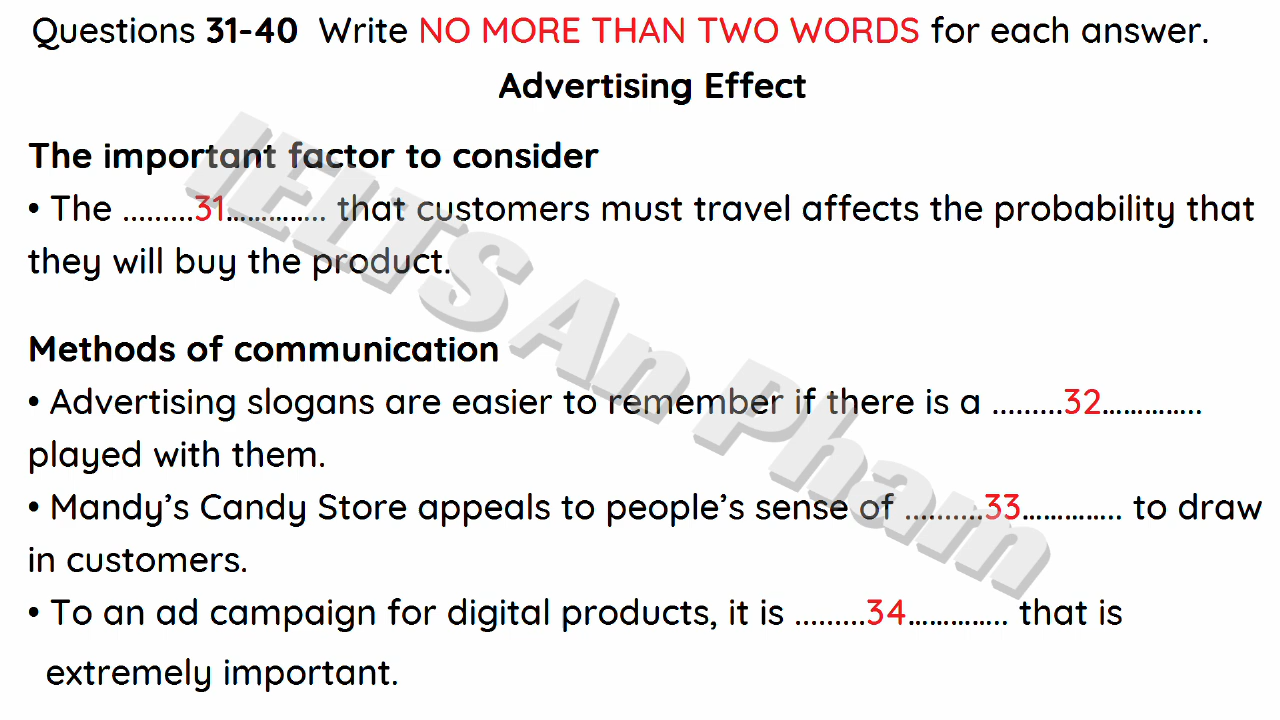 Questions 31-40 Write NO MORE THAN TWO WORDS for each answer.
Advertising Effect
The important factor to consider
• The .........31.............. that customers must travel affects the probability that
they will buy the product.
Methods of communication
• Advertising slogans are easier to remember if there is a .........32..............
played with them.
• Mandy’s Candy Store appeals to people’s sense of ..........33.............. to draw
in customers.
• To an ad campaign for digital products, it is .........34.............. that is
extremely important.
IELTS An Pham